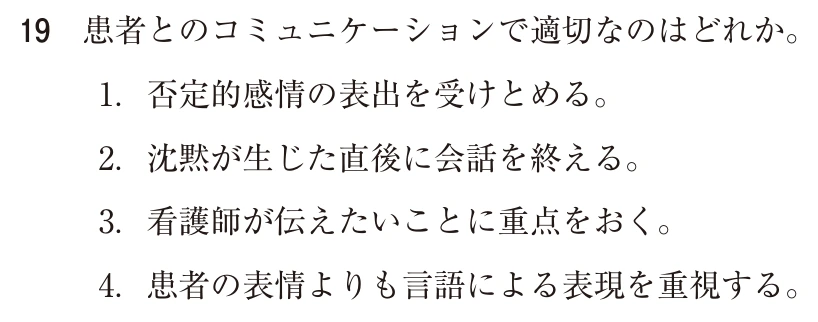 19 患者とのコミュニケーションで適切なのはどれか。
1. 否定的感情の表出を受けとめる。
2. 沈黙が生じた直後に会話を終える。
3. 看護師が伝えたいことに重点をおく。
4. 患者の表情よりも言語による表現を重視する。